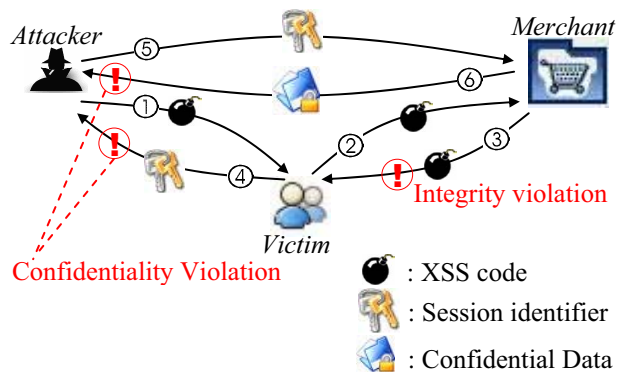 Attacker
Merchant
5
6
1
2
3
4
Integrity violation
Victim
Confidentiality Violation
: XSS code
: Session identifier
: Confidential Data